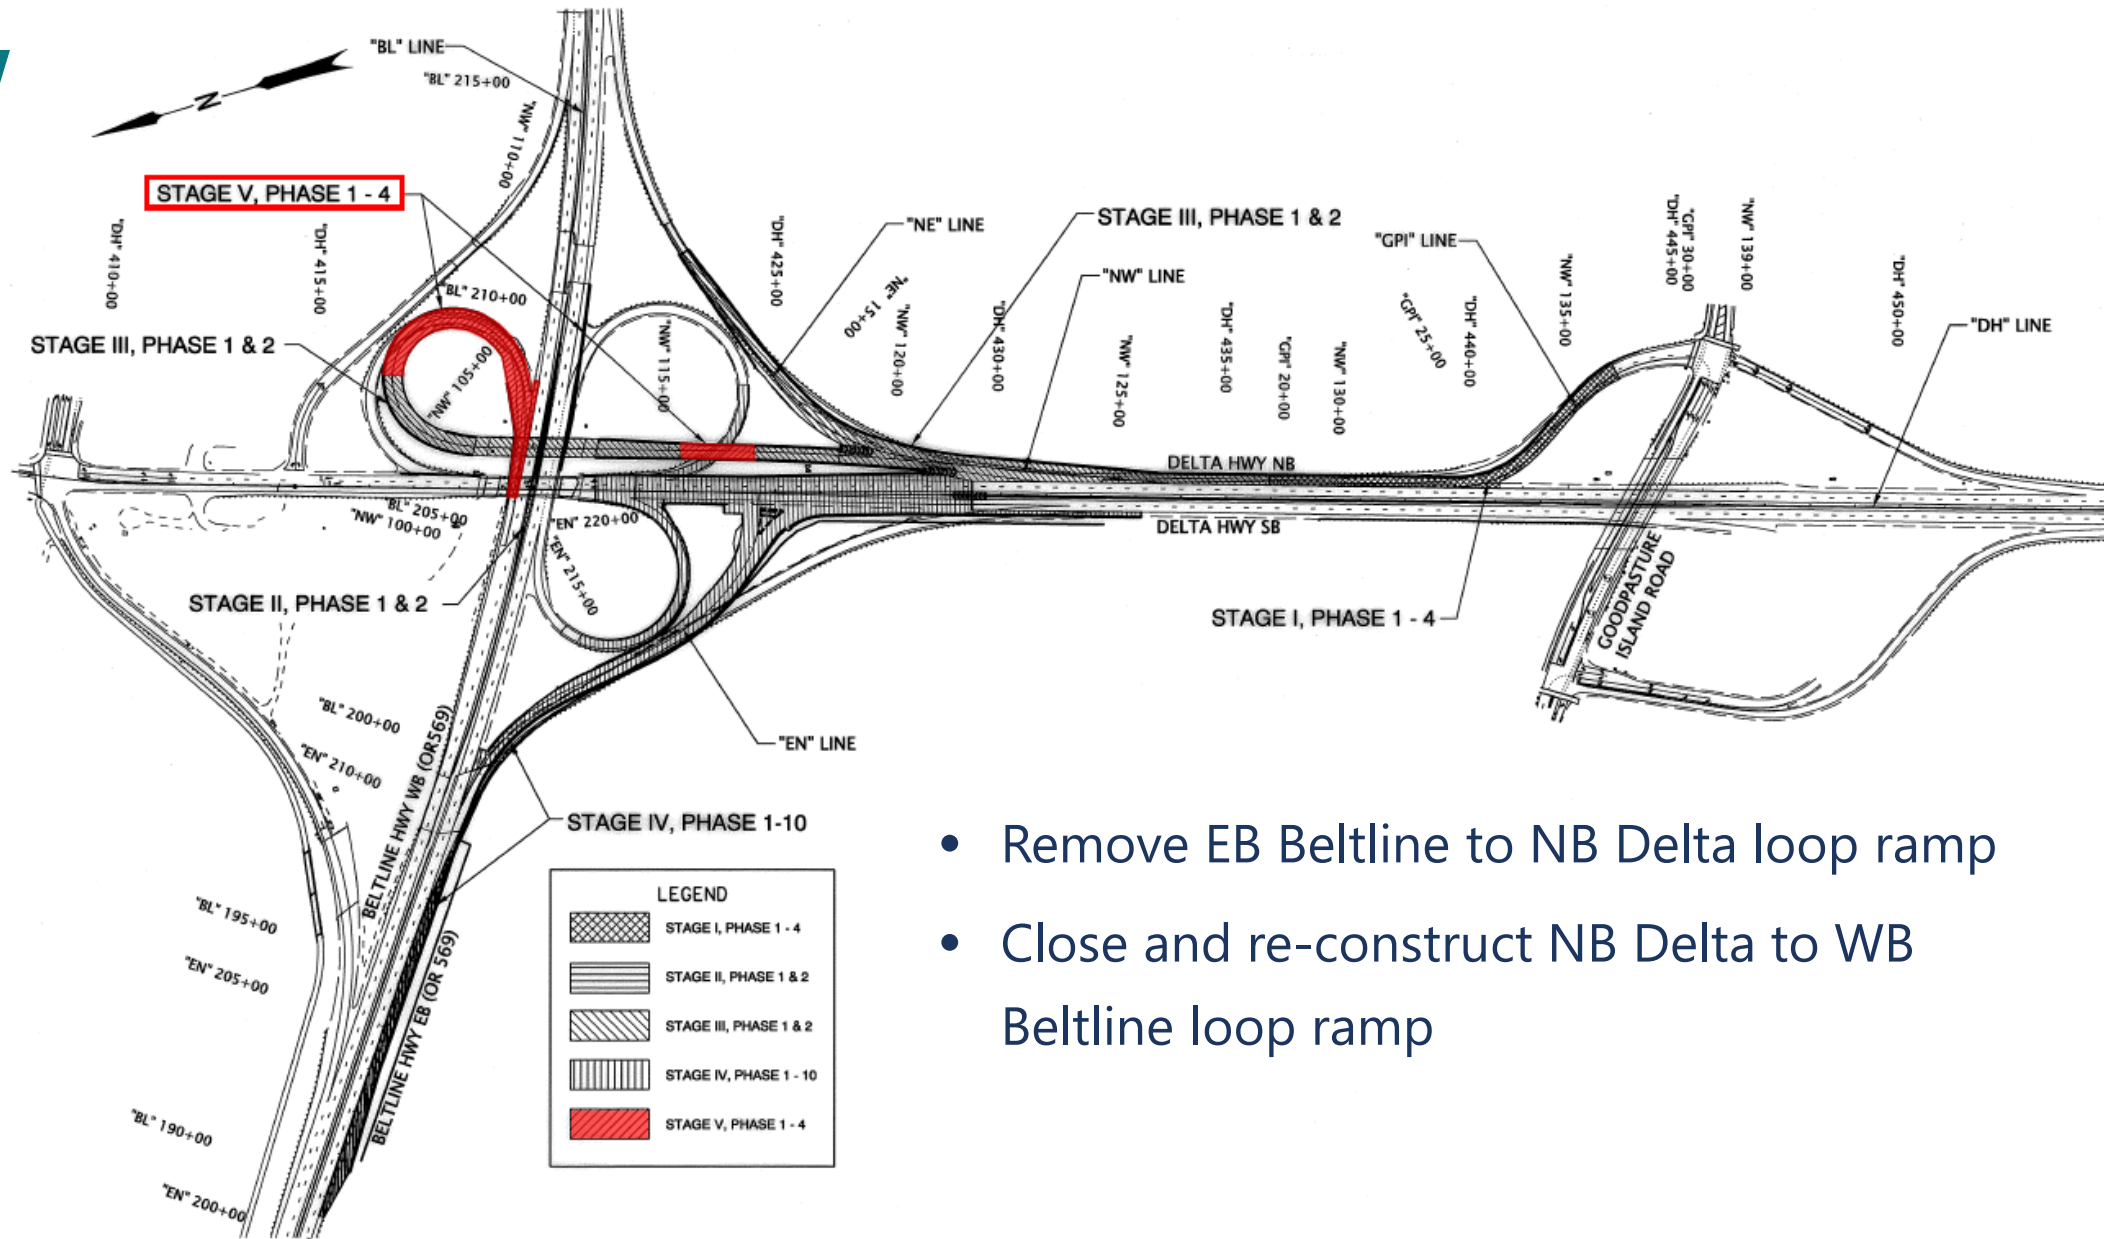 "BL" LINE
"BL" 215+00
"NW" 110+00
N
STAGE V, PHASE 1 - 4
"DH" 410+00
"DH" 415+00
"BL" 210+00
STAGE III, PHASE 1 & 2
"NW" 105+00
"NW" 115+00
"DH" 425+00
"NE" 15+00
"NE" LINE
"NW" 120+00
"DH" 430+00
STAGE III, PHASE 1 & 2
"NW" LINE
"NW" 125+00
"DH" 435+00
"GPI" 20+00
"NW" 130+00
"GPI" LINE
"GPI" 25+00
"DH" 440+00
"NW" 135+00
"GPI" 30+00
"DH" 445+00
"NW" 139+00
"DH" 450+00
"DH" LINE
DELTA HWY NB
DELTA HWY SB
"BL" 205+00
"NW" 100+00
"EN" 220+00
"EN" 215+00
STAGE II, PHASE 1 & 2
STAGE I, PHASE 1 - 4
GOODPASTURE
ISLAND ROAD
"BL" 200+00
"EN" 210+00
"EN" LINE
BELTLINE HWY WB (OR569)
STAGE IV, PHASE 1-10
"BL" 195+00
"EN" 205+00
BELTLINE HWY EB (OR 569)
"BL" 190+00
"EN" 200+00
LEGEND
STAGE I, PHASE 1 - 4
STAGE II, PHASE 1 & 2
STAGE III, PHASE 1 & 2
STAGE IV, PHASE 1 - 10
STAGE V, PHASE 1 - 4
• Remove EB Beltline to NB Delta loop ramp
• Close and re-construct NB Delta to WB
Beltline loop ramp